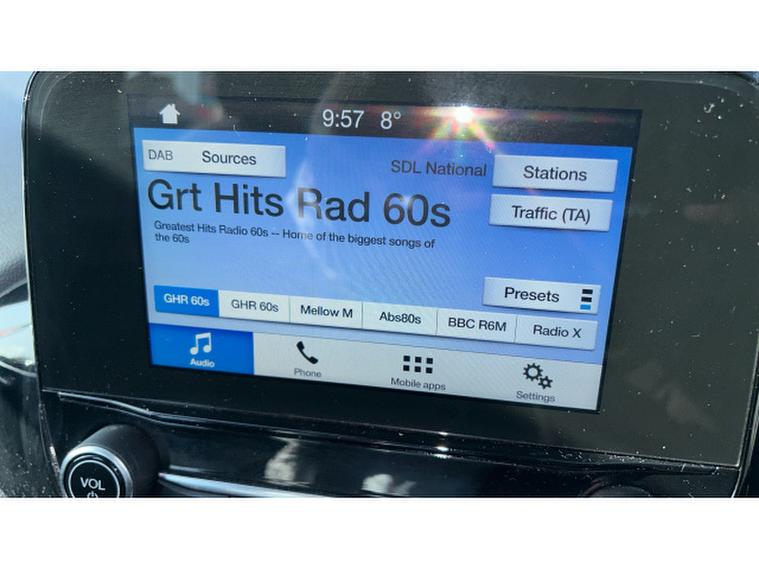 9:57 8°
DAB Sources
SDL National
Stations
Grt Hits Rad 60s
Traffic (TA)
Greatest Hits Radio 60s -- Home of the biggest songs of
the 60s
Presets
GHR 60s GHR 60s Mellow M Abs80s BBC R6M Radio X
Audio Phone Mobile apps Settings
VOL